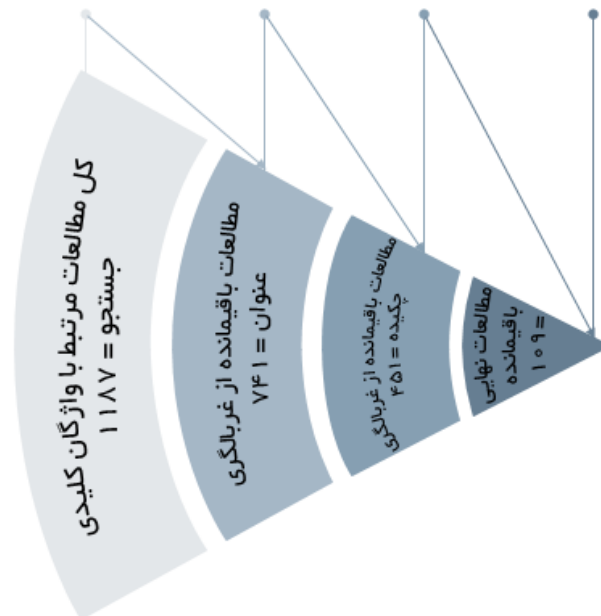 کل مطالعات مرتبط با واژگان کلیدی
جستجو = ۱۱۸۷
مطالعات باقیمانده از غربالگری
عنوان = ۷۴۱
مطالعات باقیمانده از غربالگری
چکیده = ۴۵۱
مطالعات نهایی
باقیمانده
= ۱۰۹